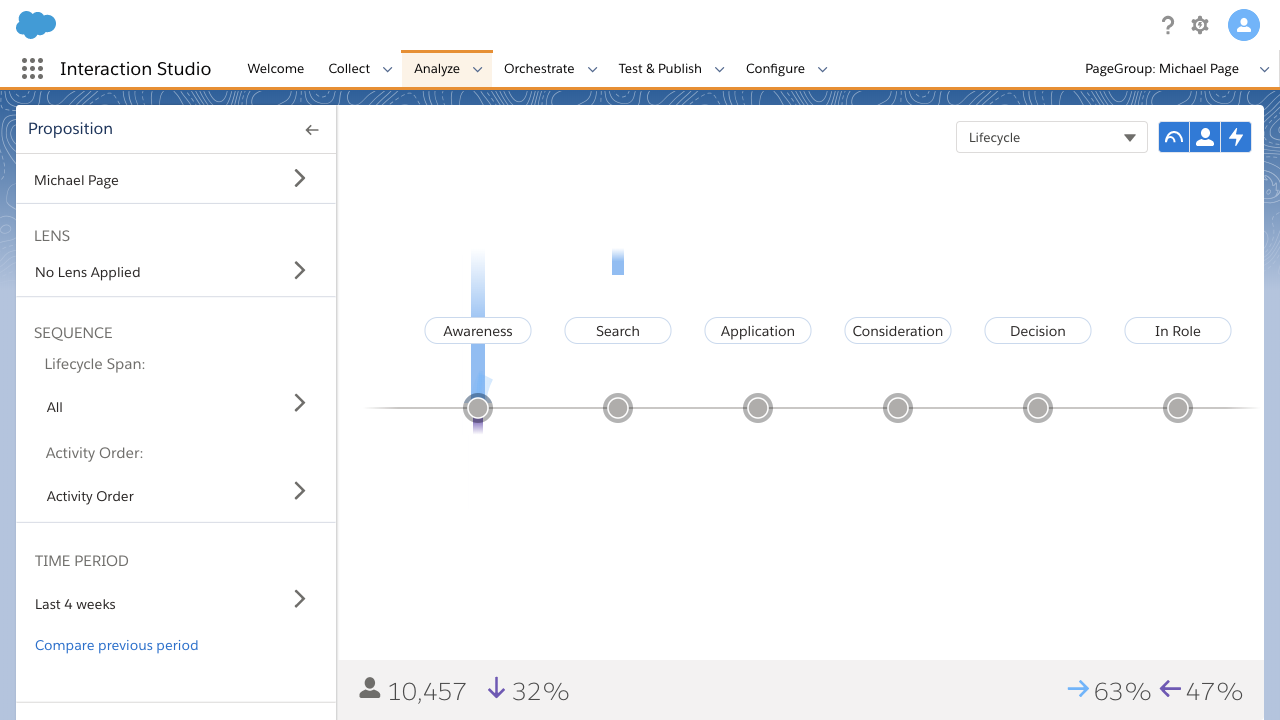 Interaction Studio
Welcome
Collect
Analyze
Orchestrate
Test & Publish
Configure
PageGroup: Michael Page
Proposition
Michael Page
LENS
No Lens Applied
SEQUENCE
Lifecycle Span:
All
Activity Order:
Activity Order
TIME PERIOD
Last 4 weeks
Compare previous period
Lifecycle
Awareness
Search
Application
Consideration
Decision
In Role
10,457
32%
63%
47%